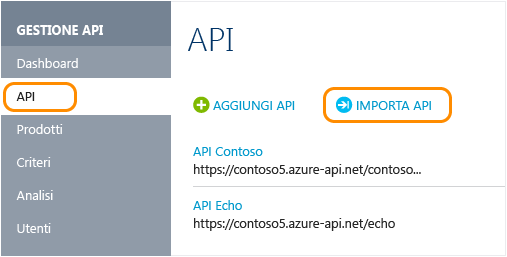 GESTIONE API
Dashboard
API
Prodotti
Criteri
Analisi
Utenti
API
AGGIUNGI API
IMPORTA API
API Contoso
https://contoso5.azure-api.net/contoso...
API Echo
https://contoso5.azure-api.net/echo